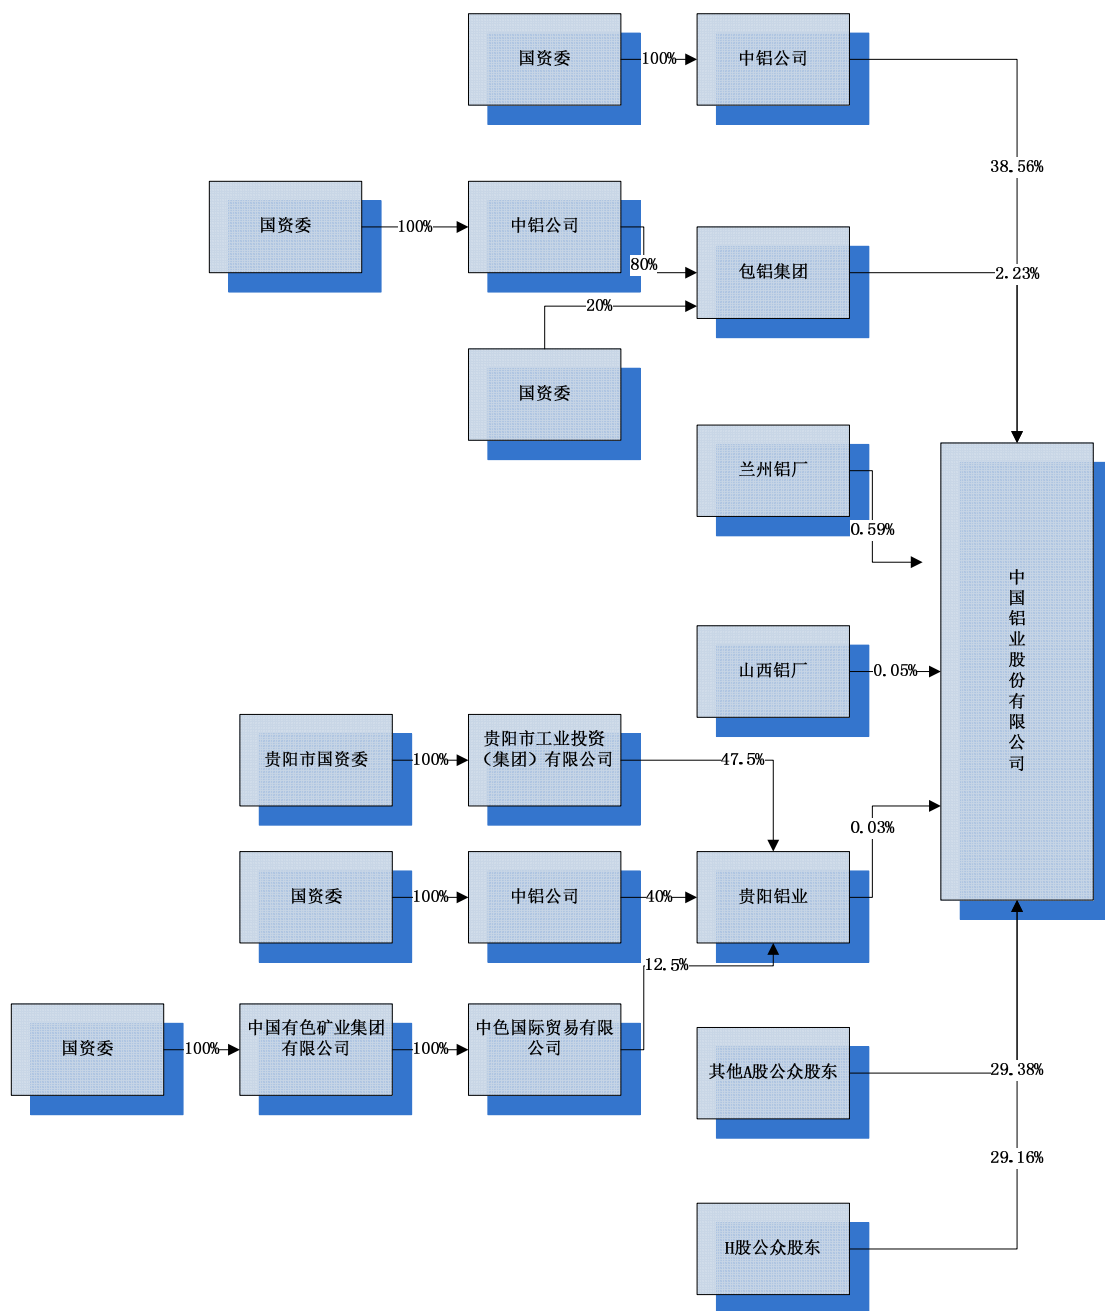 国资委
100%
中铝公司
38.56%
国资委
100%
中铝公司
80%
包铝集团
2.23%
20%
国资委
兰州铝厂
0.59%
中国铝业股份有限公司
山西铝厂
0.05%
贵阳市国资委
100%
贵阳市工业投资
（集团）有限公司
47.5%
0.03%
国资委
100%
中铝公司
40%
贵阳铝业
12.5%
国资委
100%
中国有色矿业集团
有限公司
100%
中色国际贸易有限
公司
其他A股公众股东
29.38%
29.16%
H股公众股东